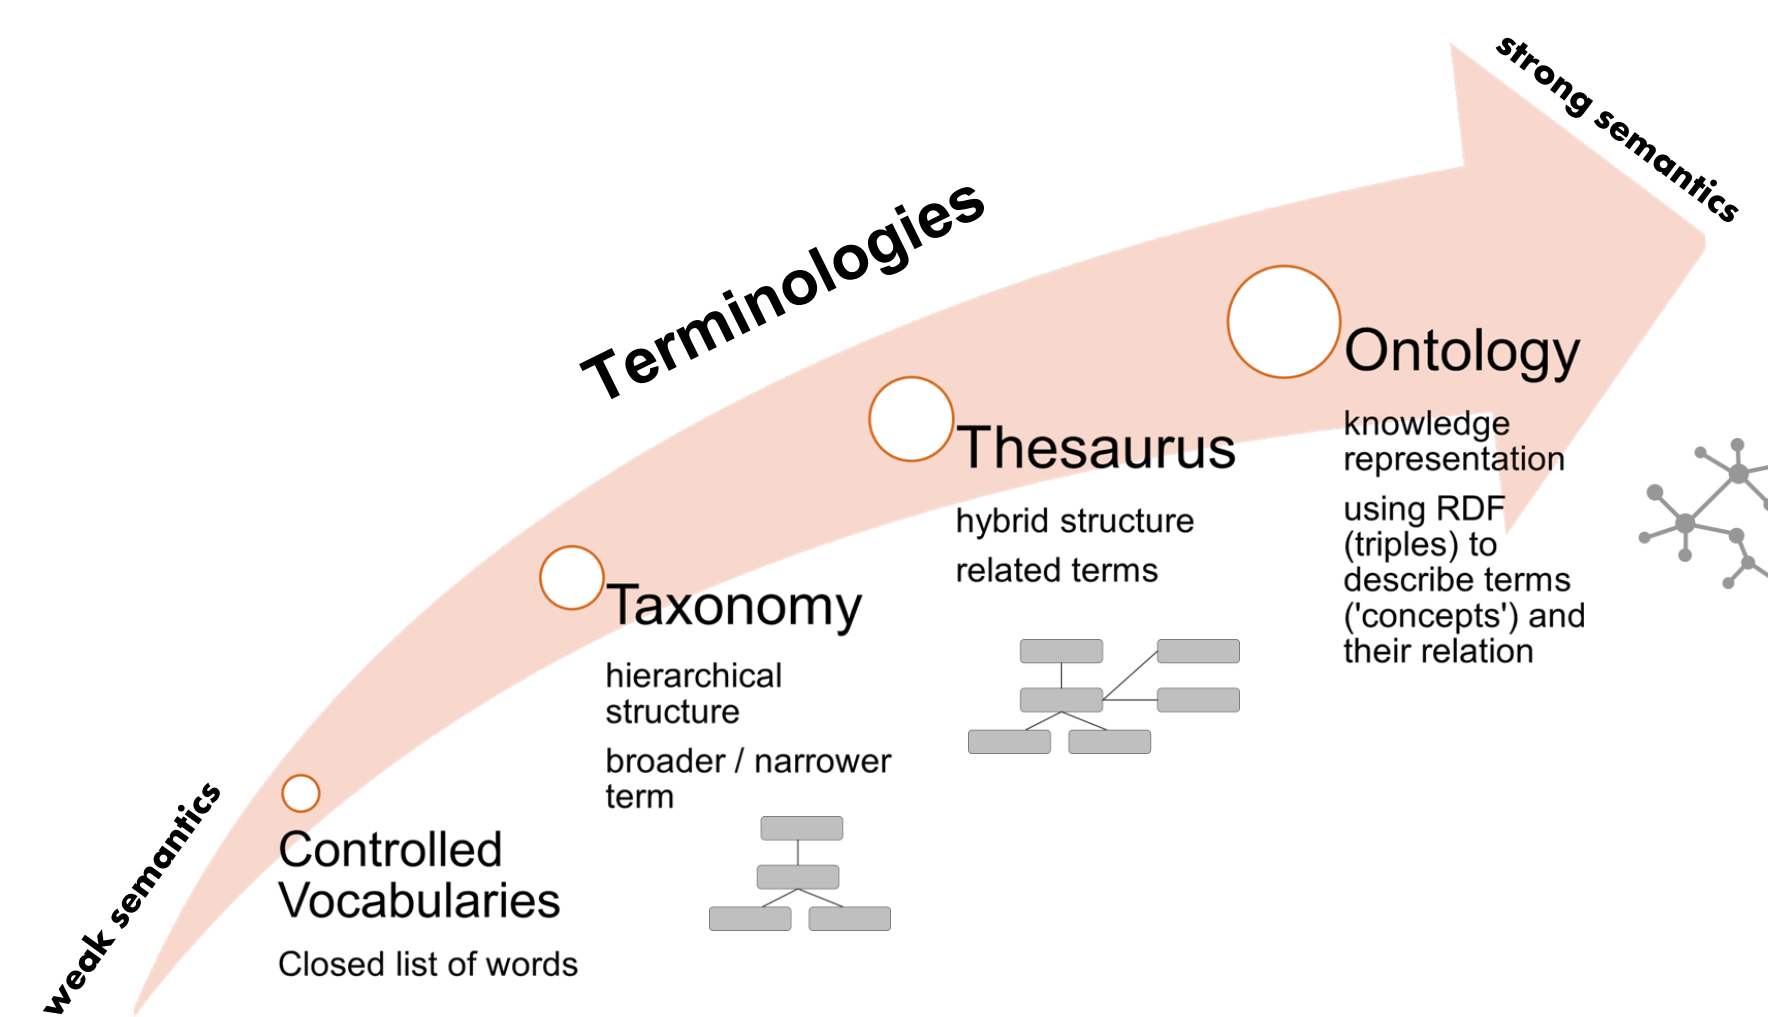 strong semantics
Terminologies
Ontology
knowledge
representation
using RDF
(triples) to
describe terms
('concepts') and
their relation
Thesaurus
hybrid structure
related terms
Taxonomy
hierarchical
structure
broader / narrower
term
weak semantics
Controlled
Vocabularies
Closed list of words